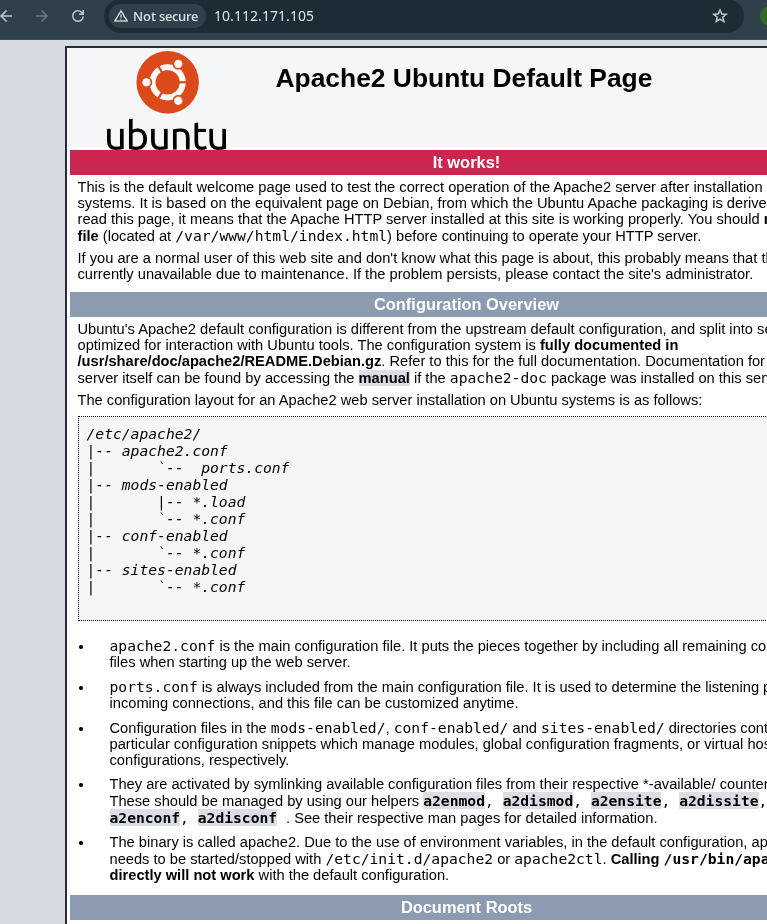 Not secure 10.112.171.105
Apache2 Ubuntu Default Page
ubuntu
It works!
This is the default welcome page used to test the correct operation of the Apache2 server after installation
systems. It is based on the equivalent page on Debian, from which the Ubuntu Apache packaging is derive
read this page, it means that the Apache HTTP server installed at this site is working properly. You should
file (located at /var/www/html/index.html) before continuing to operate your HTTP server.
If you are a normal user of this web site and don't know what this page is about, this probably means that t
currently unavailable due to maintenance. If the problem persists, please contact the site's administrator.
Configuration Overview
Ubuntu's Apache2 default configuration is different from the upstream default configuration, and split into se
optimized for interaction with Ubuntu tools. The configuration system is fully documented in
/usr/share/doc/apache2/README.Debian.gz. Refer to this for the full documentation. Documentation for
server itself can be found by accessing the manual if the apache2-doc package was installed on this ser
The configuration layout for an Apache2 web server installation on Ubuntu systems is as follows:
/etc/apache2/
|-- apache2.conf
|       `--  ports.conf
|-- mods-enabled
|       |-- *.load
|       `-- *.conf
|-- conf-enabled
|       `-- *.conf
|-- sites-enabled
|       `-- *.conf
• apache2.conf is the main configuration file. It puts the pieces together by including all remaining co
files when starting up the web server.
• ports.conf is always included from the main configuration file. It is used to determine the listening p
incoming connections, and this file can be customized anytime.
• Configuration files in the mods-enabled/, conf-enabled/ and sites-enabled/ directories cont
particular configuration snippets which manage modules, global configuration fragments, or virtual hos
configurations, respectively.
• They are activated by symlinking available configuration files from their respective *-available/ counter
These should be managed by using our helpers a2enmod, a2dismod, a2ensite, a2dissite,
a2enconf, a2disconf . See their respective man pages for detailed information.
• The binary is called apache2. Due to the use of environment variables, in the default configuration, ap
needs to be started/stopped with /etc/init.d/apache2 or apache2ctl. Calling /usr/bin/apa
directly will not work with the default configuration.
Document Roots